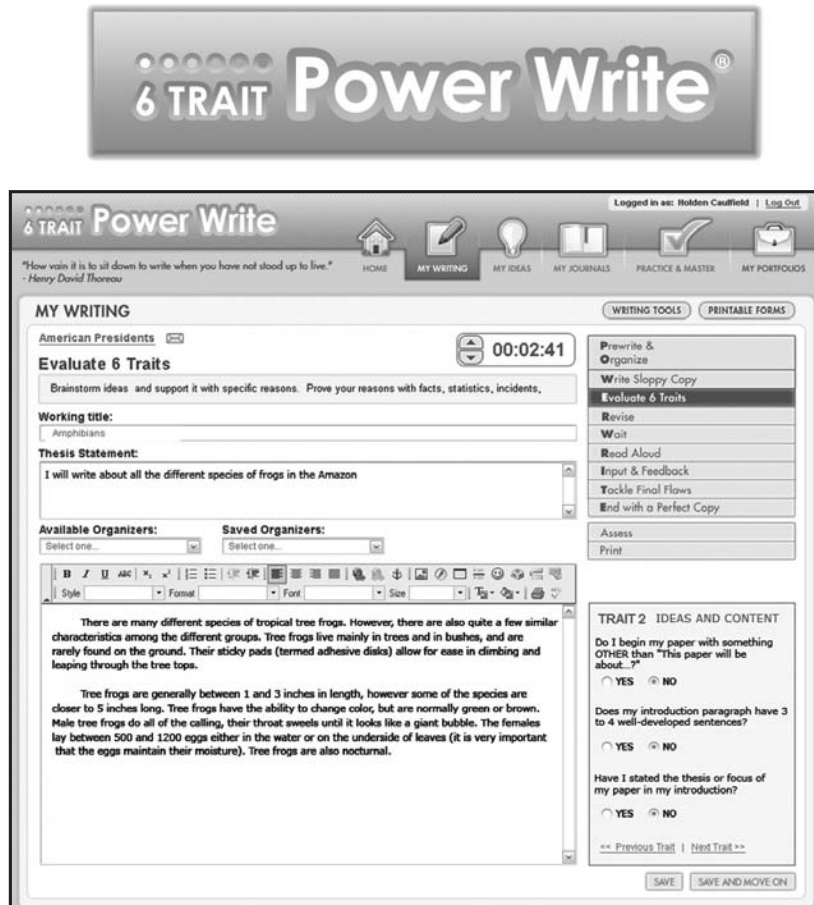 6 TRAIT Power Write®
6 TRAIT Power Write
Logged in as: Holden Caulfield | Log Out
"How vain it is to sit down to write when you have not stood up to live."
- Henry David Thoreau
HOME
MY WRITING
MY IDEAS
MY JOURNALS
PRACTICE & MASTER
MY PORTFOLIOS
MY WRITING
WRITING TOOLS
PRINTABLE FORMS
American Presidents
00:02:41
Evaluate 6 Traits
Brainstorm ideas and support it with specific reasons. Prove your reasons with facts, statistics, incidents,
Working title:
Amphibians
Thesis Statement:
I will write about all the different species of frogs in the Amazon
Available Organizers:
Saved Organizers:
Select one...
Select one...
B I U ABC x₂ x²
Style
Format
Font
Size
There are many different species of tropical tree frogs. However, there are also quite a few similar
characteristics among the different groups. Tree frogs live mainly in trees and in bushes, and are
rarely found on the ground. Their sticky pads (termed adhesive disks) allow for ease in climbing and
leaping through the tree tops.
Tree frogs are generally between 1 and 3 inches in length, however some of the species are
closer to 5 inches long. Tree frogs have the ability to change color, but are normally green or brown.
Male tree frogs do all of the calling, their throat sweels until it looks like a giant bubble. The females
lay between 500 and 1200 eggs either in the water or on the underside of leaves (it is very important
that the eggs maintain their moisture). Tree frogs are also nocturnal.
Prewrite &
Organize
Write Sloppy Copy
Evaluate 6 Traits
Revise
Wait
Read Aloud
Input & Feedback
Tackle Final Flaws
End with a Perfect Copy
Assess
Print
TRAIT 2 IDEAS AND CONTENT
Do I begin my paper with something
OTHER than "This paper will be
about...?"
YES NO
Does my introduction paragraph have 3
to 4 well-developed sentences?
YES NO
Have I stated the thesis or focus of
my paper in my introduction?
YES NO
<< Previous Trait | Next Trait >>
SAVE
SAVE AND MOVE ON